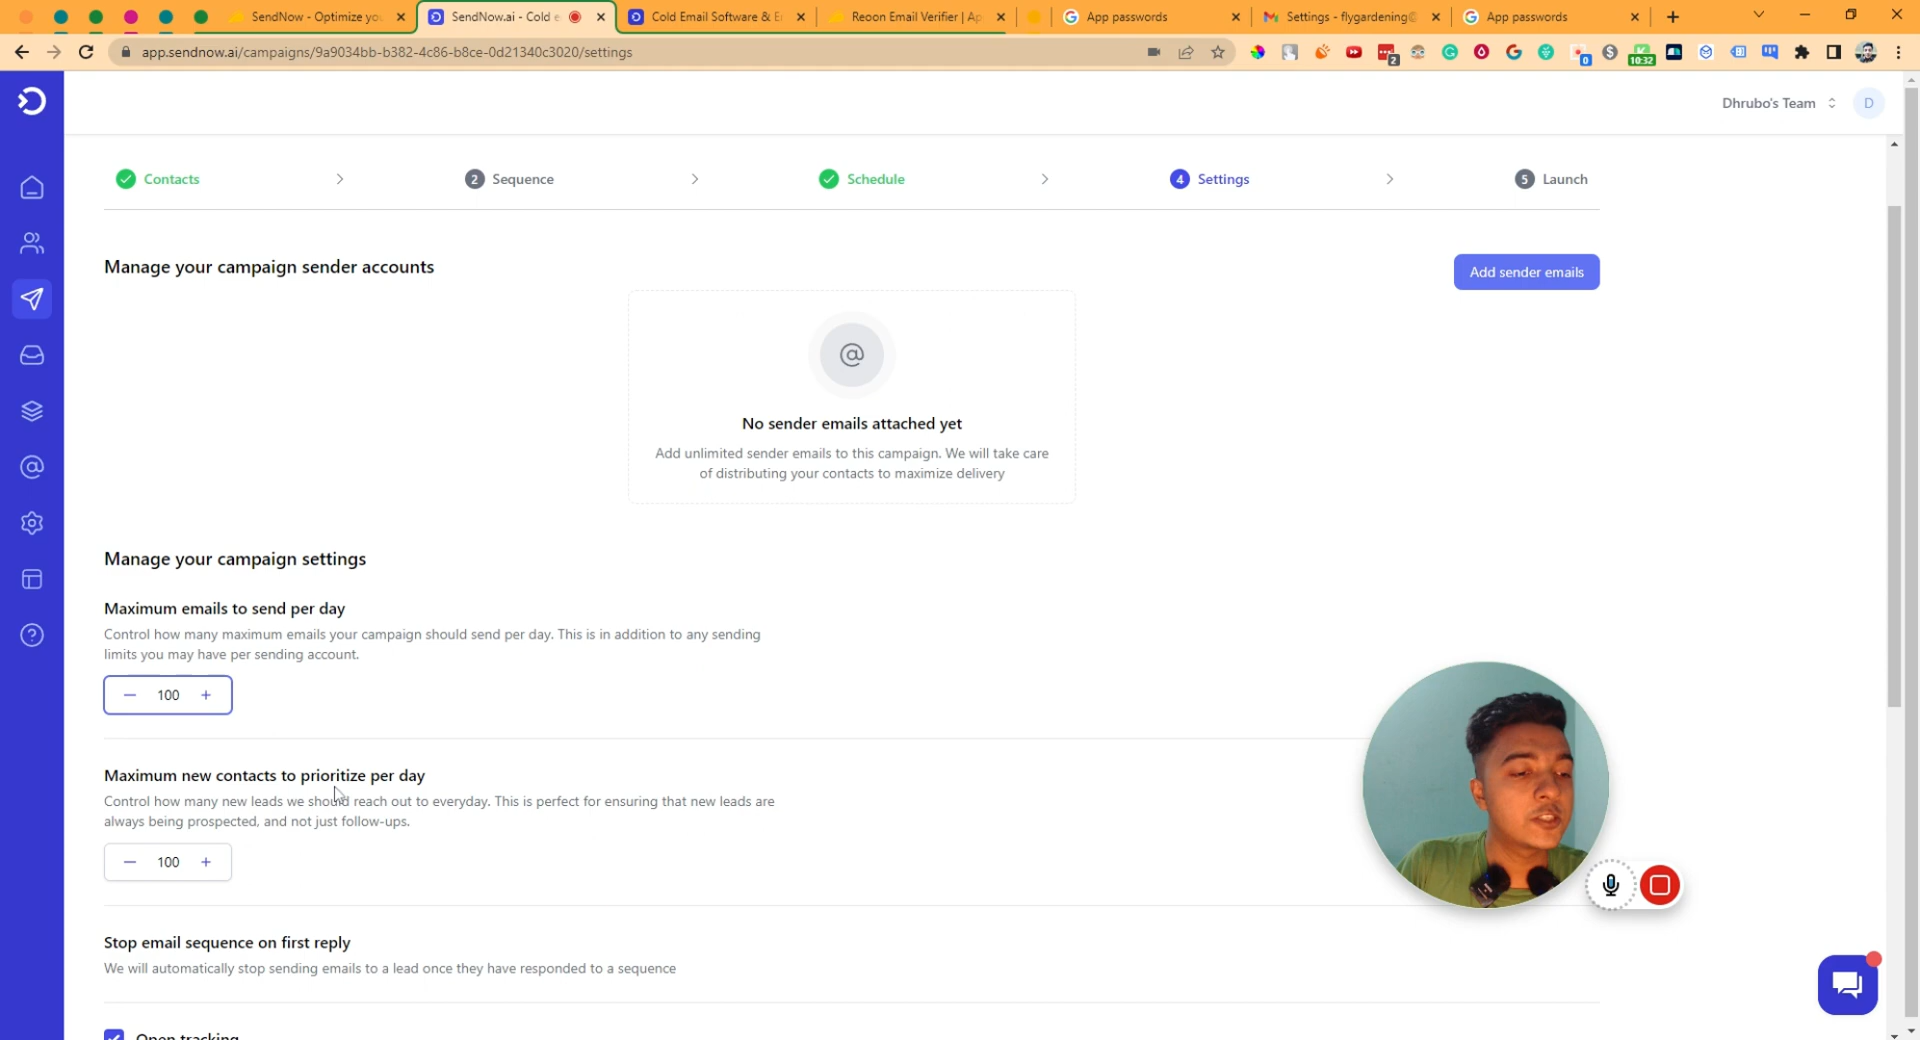 SendNow - Optimize yo
SendNow.ai - Cold e
Cold Email Software & E
Reoon Email Verifier | Ap
App passwords
Settings - flygardening@
App passwords
app.sendnow.ai/campaigns/9a9034bb-b382-4c86-b8ce-0d21340c3020/settings
2
0
10:32
Dhrubo's Team
D
Contacts
2 Sequence
Schedule
4 Settings
5 Launch
Manage your campaign sender accounts
Add sender emails
No sender emails attached yet
Add unlimited sender emails to this campaign. We will take care
of distributing your contacts to maximize delivery
Manage your campaign settings
Maximum emails to send per day
Control how many maximum emails your campaign should send per day. This is in addition to any sending
limits you may have per sending account.
− 100 +
Maximum new contacts to prioritize per day
Control how many new leads we should reach out to everyday. This is perfect for ensuring that new leads are
always being prospected, and not just follow-ups.
− 100 +
Stop email sequence on first reply
We will automatically stop sending emails to a lead once they have responded to a sequence
Open tracking